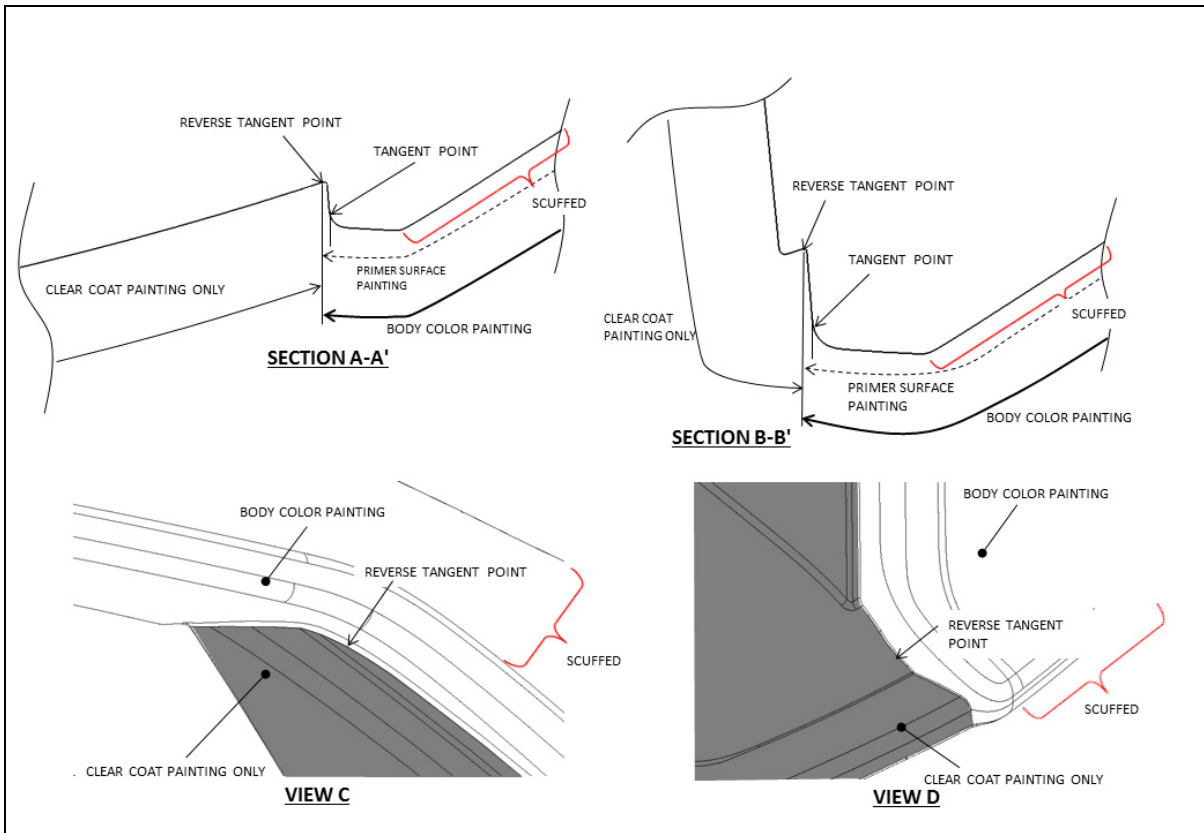 REVERSE TANGENT POINT
TANGENT POINT
SCUFFED
CLEAR COAT PAINTING ONLY
PRIMER SURFACE
PAINTING
BODY COLOR PAINTING
SECTION A-A'
REVERSE TANGENT POINT
TANGENT POINT
SCUFFED
CLEAR COAT
PAINTING ONLY
PRIMER SURFACE
PAINTING
BODY COLOR PAINTING
SECTION B-B'
BODY COLOR PAINTING
REVERSE TANGENT POINT
SCUFFED
CLEAR COAT PAINTING ONLY
VIEW C
BODY COLOR PAINTING
REVERSE TANGENT
POINT
SCUFFED
CLEAR COAT PAINTING ONLY
VIEW D